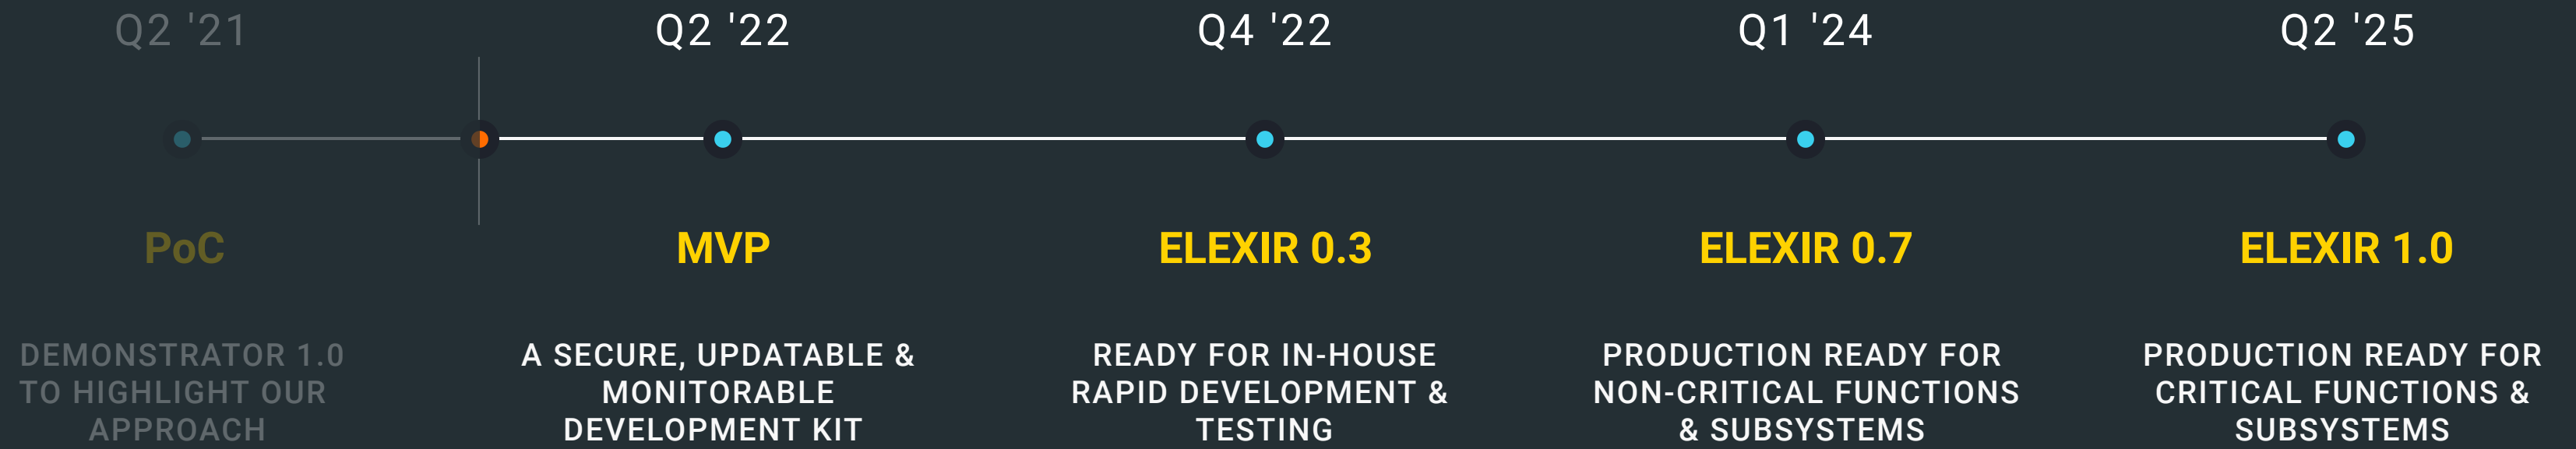 Q2 '21
Q2 '22
Q4 '22
Q1 '24
Q2 '25
PoC
MVP
ELEXIR 0.3
ELEXIR 0.7
ELEXIR 1.0
DEMONSTRATOR 1.0
TO HIGHLIGHT OUR
APPROACH
A SECURE, UPDATABLE &
MONITORABLE
DEVELOPMENT KIT
READY FOR IN-HOUSE
RAPID DEVELOPMENT &
TESTING
PRODUCTION READY FOR
NON-CRITICAL FUNCTIONS
& SUBSYSTEMS
PRODUCTION READY FOR
CRITICAL FUNCTIONS &
SUBSYSTEMS